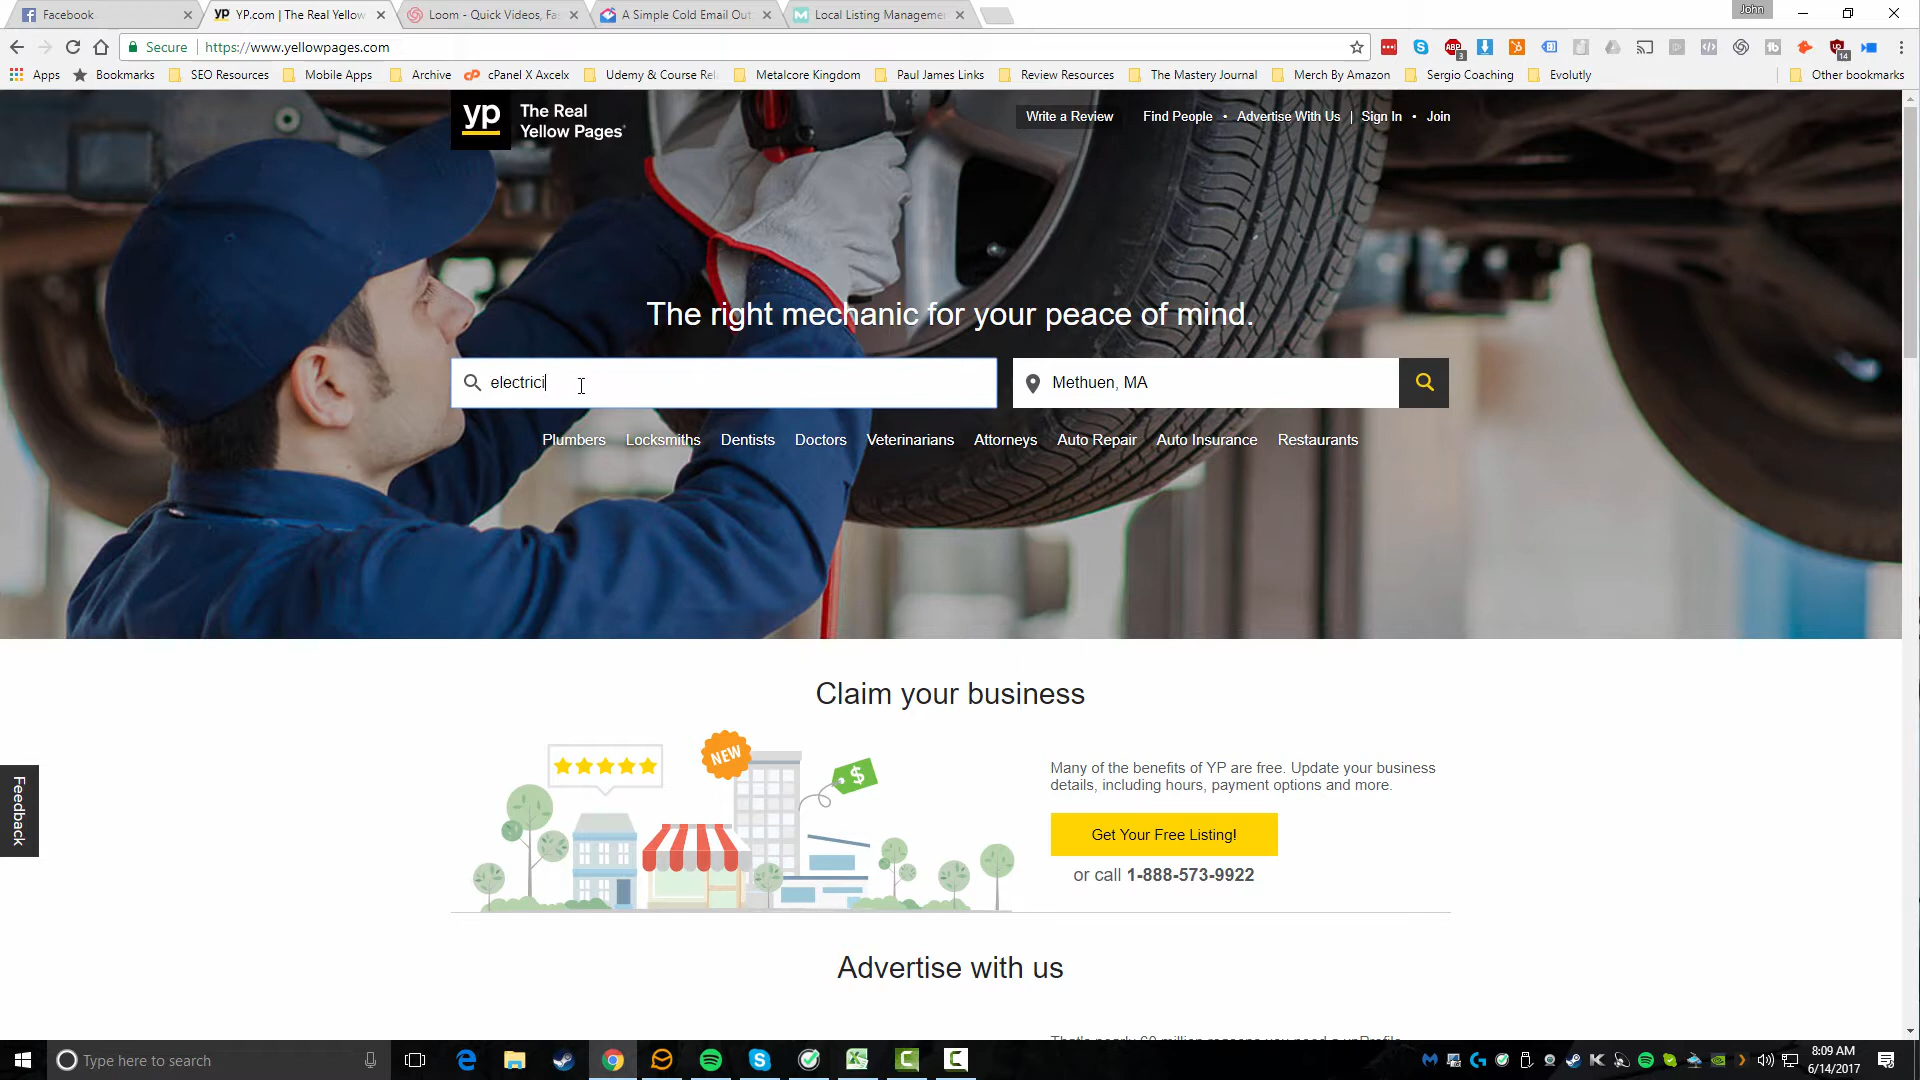 Facebook
YP.com | The Real Yellow
Loom - Quick Videos, Fa
A Simple Cold Email Out
Local Listing Manageme
John
Secure
https://www.yellowpages.com
ABP
3
14
Apps
Bookmarks
SEO Resources
Mobile Apps
Archive
cPanel X Axcelx
Udemy & Course Rel
Metalcore Kingdom
Paul James Links
Review Resources
The Mastery Journal
Merch By Amazon
Sergio Coaching
Evolutly
Other bookmarks
yp
The Real
Yellow Pages
Write a Review
Find People • Advertise With Us | Sign In • Join
The right mechanic for your peace of mind.
electrici
Methuen, MA
Plumbers
Locksmiths
Dentists
Doctors
Veterinarians
Attorneys
Auto Repair
Auto Insurance
Restaurants
Claim your business
NEW
$
Many of the benefits of YP are free. Update your business
details, including hours, payment options and more.
Get Your Free Listing!
or call 1-888-573-9922
Feedback
Advertise with us
Type here to search
8:09 AM
6/14/2017